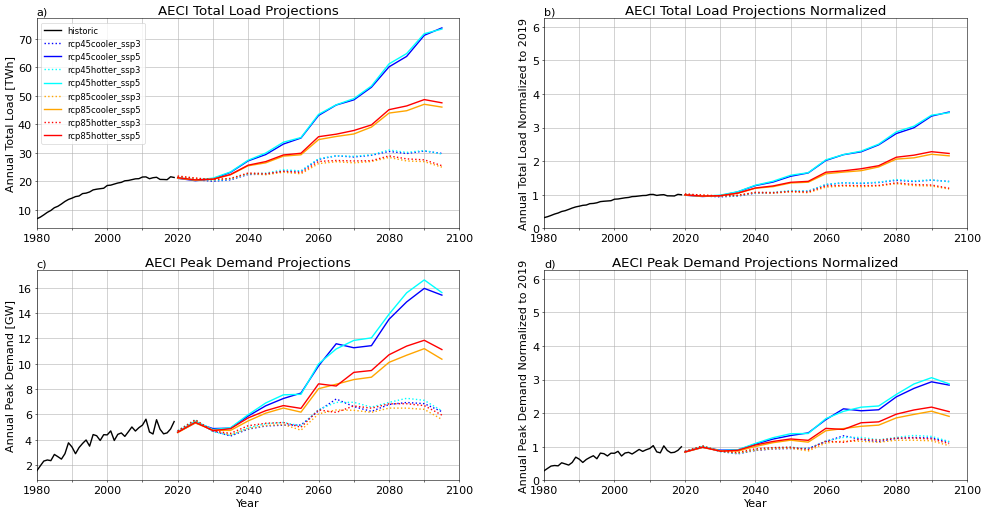 a)
AECI Total Load Projections
Annual Total Load [TWh]
70
60
50
40
30
20
10
historic
rcp45cooler_ssp3
rcp45cooler_ssp5
rcp45hotter_ssp3
rcp45hotter_ssp5
rcp85cooler_ssp3
rcp85cooler_ssp5
rcp85hotter_ssp3
rcp85hotter_ssp5
1980 2000 2020 2040 2060 2080 2100
b)
AECI Total Load Projections Normalized
Annual Total Load Normalized to 2019
6
5
4
3
2
1
0
1980 2000 2020 2040 2060 2080 2100
c)
AECI Peak Demand Projections
Annual Peak Demand [GW]
16
14
12
10
8
6
4
2
1980 2000 2020 2040 2060 2080 2100
Year
d)
AECI Peak Demand Projections Normalized
Annual Peak Demand Normalized to 2019
6
5
4
3
2
1
0
1980 2000 2020 2040 2060 2080 2100
Year